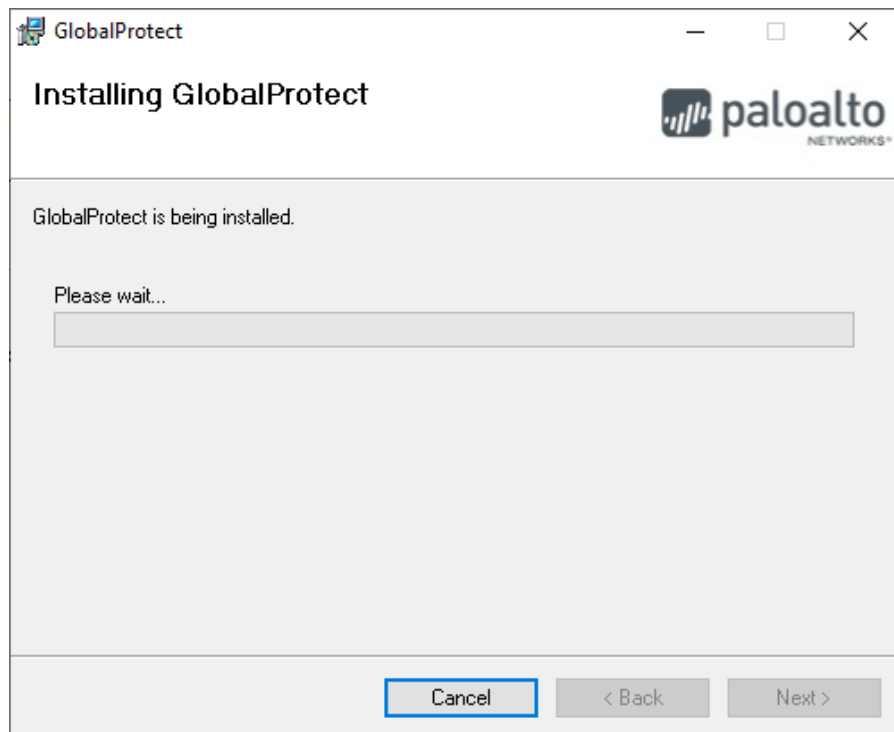 GlobalProtect
Installing GlobalProtect
paloalto
NETWORKS®
GlobalProtect is being installed.
Please wait...
Cancel
< Back
Next >